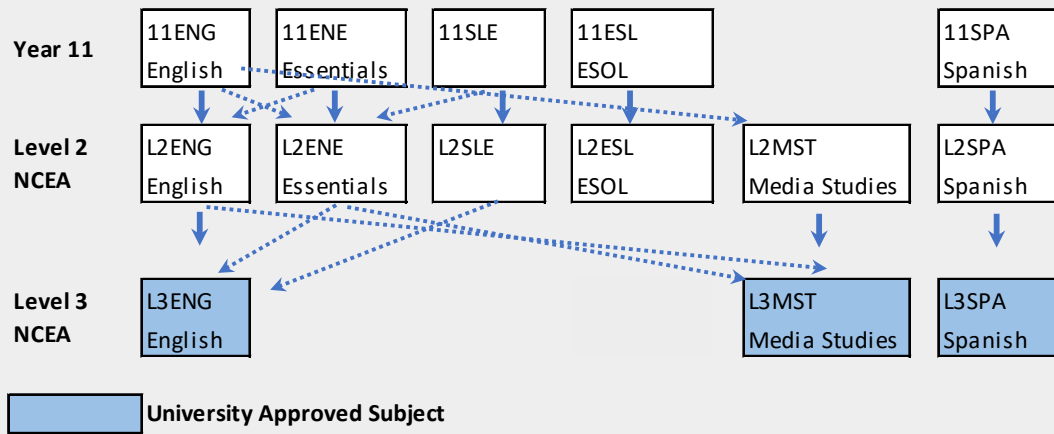 Year 11
11ENG
English
11ENE
Essentials
11SLE
11ESL
ESOL
11SPA
Spanish
Level 2
NCEA
L2ENG
English
L2ENE
Essentials
L2SLE
L2ESL
ESOL
L2MST
Media Studies
L2SPA
Spanish
Level 3
NCEA
L3ENG
English
L3MST
Media Studies
L3SPA
Spanish
University Approved Subject